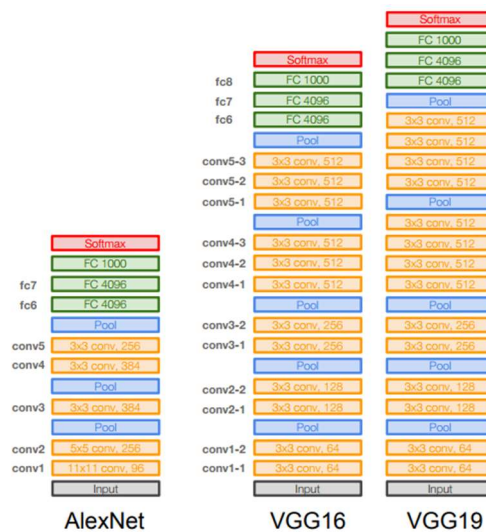 Softmax
FC 1000
fc7 FC 4096
fc6 FC 4096
Pool
conv5 3x3 conv, 256
conv4 3x3 conv, 384
Pool
conv3 3x3 conv, 384
Pool
conv2 5x5 conv, 256
conv1 11x11 conv, 96
Input
AlexNet
Softmax
fc8 FC 1000
fc7 FC 4096
fc6 FC 4096
Pool
conv5-3 3x3 conv, 512
conv5-2 3x3 conv, 512
conv5-1 3x3 conv, 512
Pool
conv4-3 3x3 conv, 512
conv4-2 3x3 conv, 512
conv4-1 3x3 conv, 512
Pool
conv3-2 3x3 conv, 256
conv3-1 3x3 conv, 256
Pool
conv2-2 3x3 conv, 128
conv2-1 3x3 conv, 128
Pool
conv1-2 3x3 conv, 64
conv1-1 3x3 conv, 64
Input
VGG16
Softmax
FC 1000
FC 4096
FC 4096
Pool
3x3 conv, 512
3x3 conv, 512
3x3 conv, 512
3x3 conv, 512
Pool
3x3 conv, 512
3x3 conv, 512
3x3 conv, 512
3x3 conv, 512
Pool
3x3 conv, 256
3x3 conv, 256
Pool
3x3 conv, 128
3x3 conv, 128
Pool
3x3 conv, 64
3x3 conv, 64
Input
VGG19